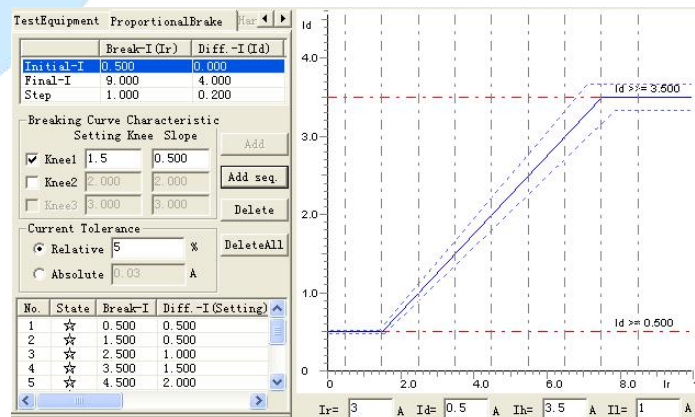 TestEquipment ProportionalBrake Har
Break-I(Ir) Diff.-I(Id)
Initial-I 0.500 0.000
Final-I 9.000 4.000
Step 1.000 0.200
Breaking Curve Characteristic
Setting Knee Slope
Knee1 1.5 0.500
Knee2 2.000 2.000
Knee3 3.000 3.000
Add
Add seq.
Delete
DeleteAll
Current Tolerance
Relative 5 %
Absolute 0.03 A
No. State Break-I Diff.-I(Setting)
1 ☆ 0.500 0.500
2 ☆ 1.500 0.500
3 ☆ 2.500 1.000
4 ☆ 3.500 1.500
5 ☆ 4.500 2.000
Id
4.0
Id >>= 3.500
3.0
2.0
1.0
Id >= 0.500
0
0 2.0 4.0 6.0 8.0 Ir
Ir= 3 A Id= 0.5 A Ih= 3.5 A Il= 1 A